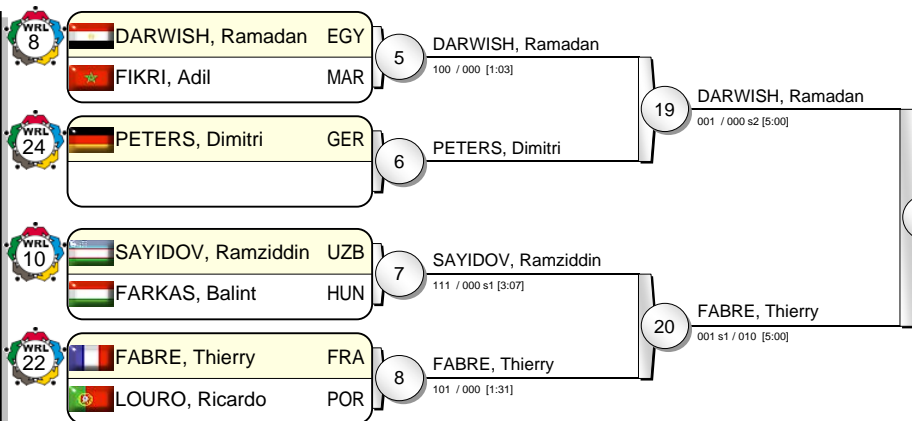 WRL
8
DARWISH, Ramadan EGY
FIKRI, Adil MAR
5
DARWISH, Ramadan
100 / 000 [1:03]
WRL
24
PETERS, Dimitri GER
6
PETERS, Dimitri
19
DARWISH, Ramadan
001 / 000 s2 [5:00]
WRL
10
SAYIDOV, Ramziddin UZB
FARKAS, Balint HUN
7
SAYIDOV, Ramziddin
111 / 000 s1 [3:07]
WRL
22
FABRE, Thierry FRA
LOURO, Ricardo POR
8
FABRE, Thierry
101 / 000 [1:31]
20
FABRE, Thierry
001 s1 / 010 [5:00]